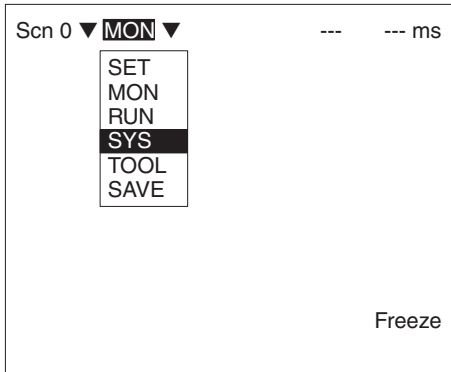 Scn 0 ▼ MON ▼ --- --- ms
SET
MON
RUN
SYS
TOOL
SAVE
Freeze